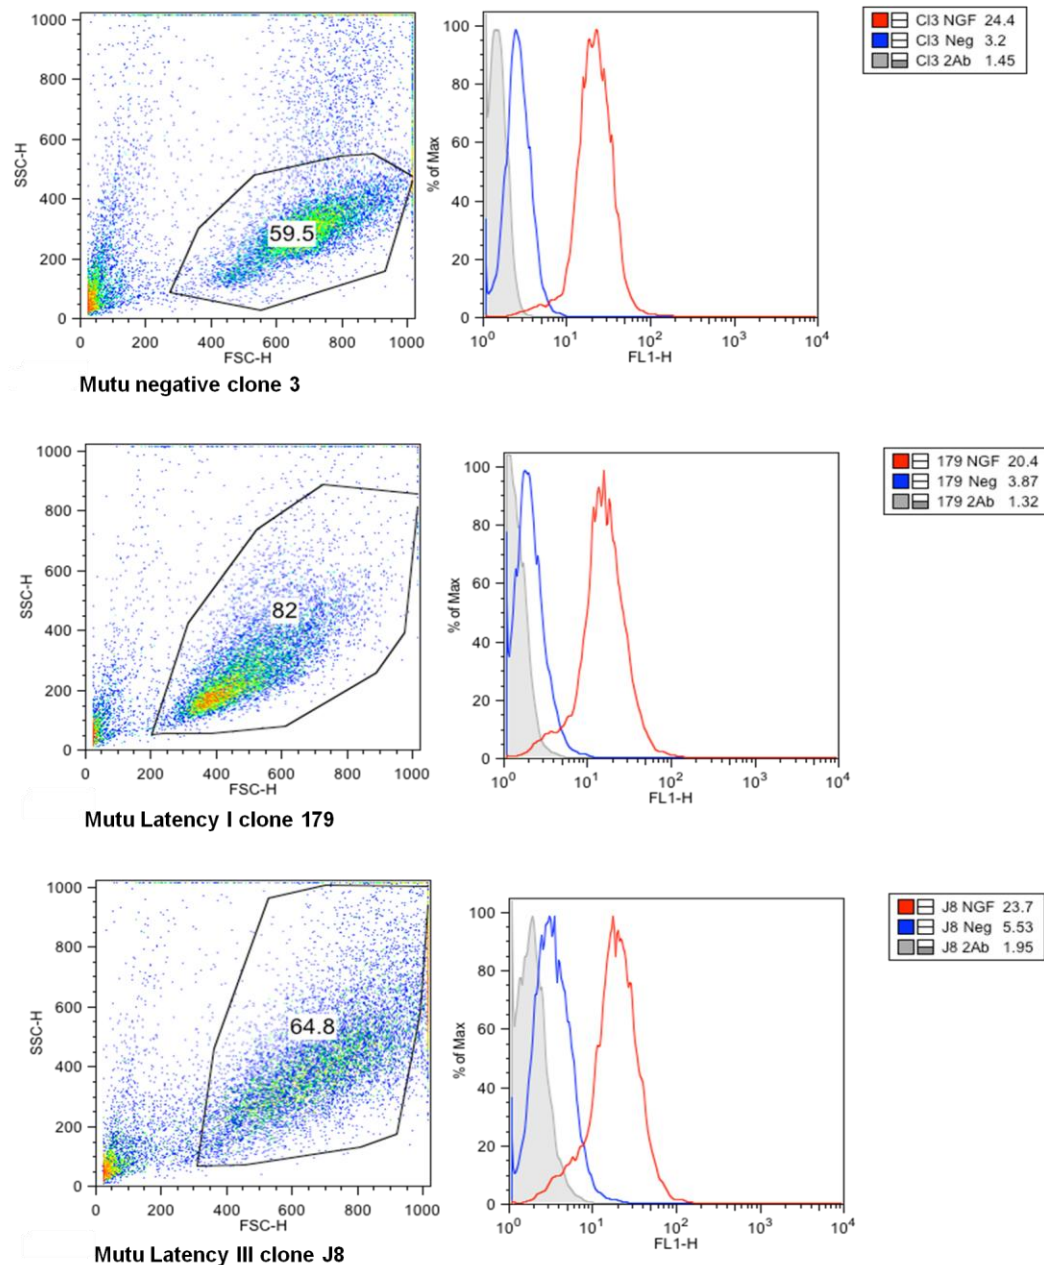 1000
800
600
400
200
0
SSC-H
59.5
0 200 400 600 800 1000
FSC-H
100
80
60
40
20
0
% of Max
10^0 10^1 10^2 10^3 10^4
FL1-H
Cl3 NGF 24.4
Cl3 Neg 3.2
Cl3 2Ab 1.45
Mutu negative clone 3
1000
800
600
400
200
0
SSC-H
82
0 200 400 600 800 1000
FSC-H
100
80
60
40
20
0
% of Max
10^0 10^1 10^2 10^3 10^4
FL1-H
179 NGF 20.4
179 Neg 3.87
179 2Ab 1.32
Mutu Latency I clone 179
1000
800
600
400
200
0
SSC-H
64.8
0 200 400 600 800 1000
FSC-H
100
80
60
40
20
0
% of Max
10^0 10^1 10^2 10^3 10^4
FL1-H
J8 NGF 23.7
J8 Neg 5.53
J8 2Ab 1.95
Mutu Latency III clone J8